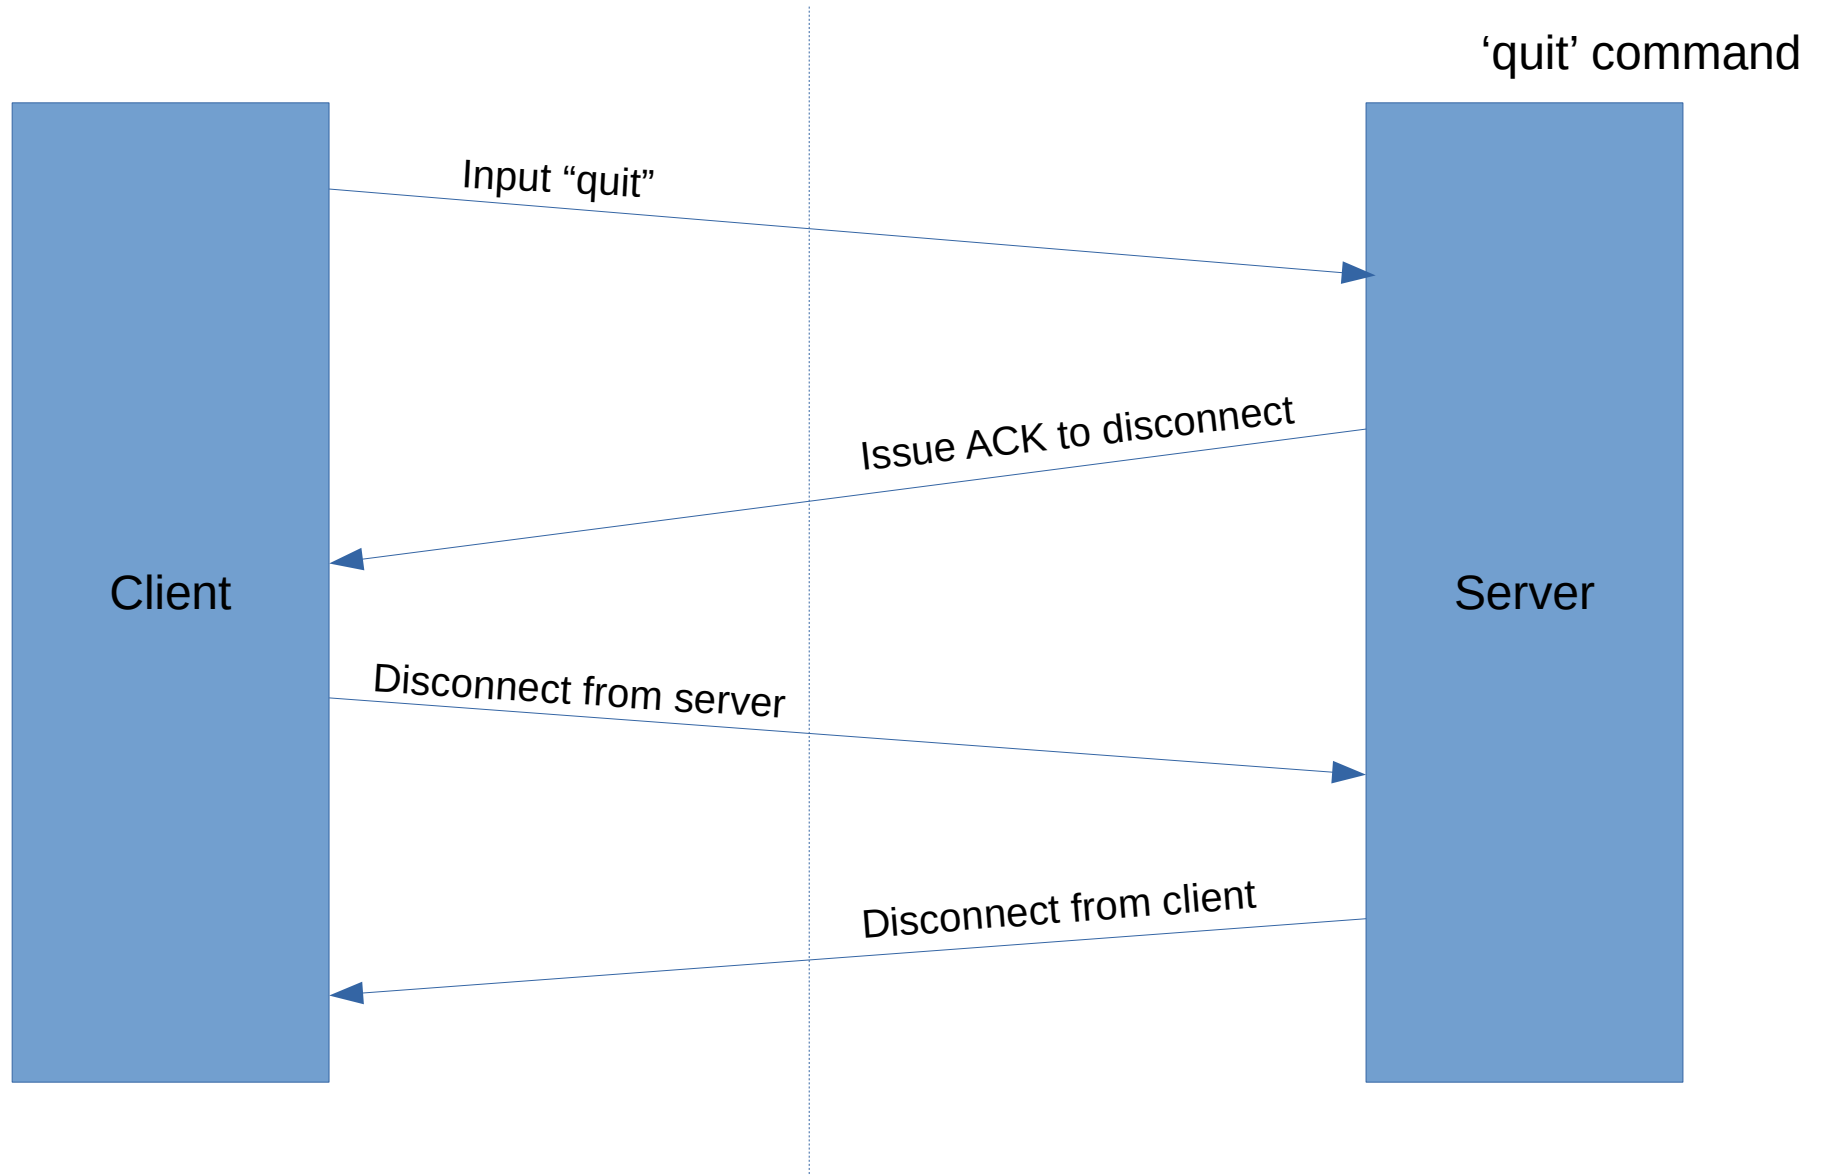 ‘quit’ command
Input “quit”
Issue ACK to disconnect
Client
Server
Disconnect from server
Disconnect from client